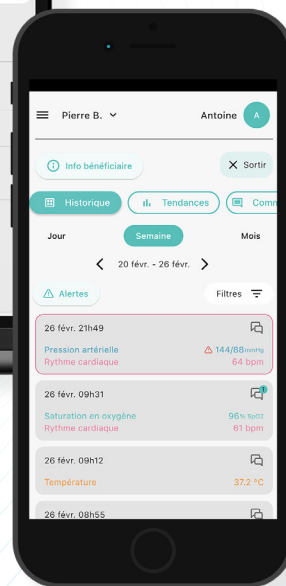 Pierre B.
Antoine A
Info bénéficiaire
Sortir
Historique Tendances Comm
Jour Semaine Mois
20 févr. - 26 févr.
Alertes Filtres
26 févr. 21h49
Pression artérielle 144/88 mmHg
Rythme cardiaque 64 bpm
26 févr. 09h31
Saturation en oxygène 96% SpO2
Rythme cardiaque 61 bpm
26 févr. 09h12
Température 37.2 °C
26 févr. 08h55